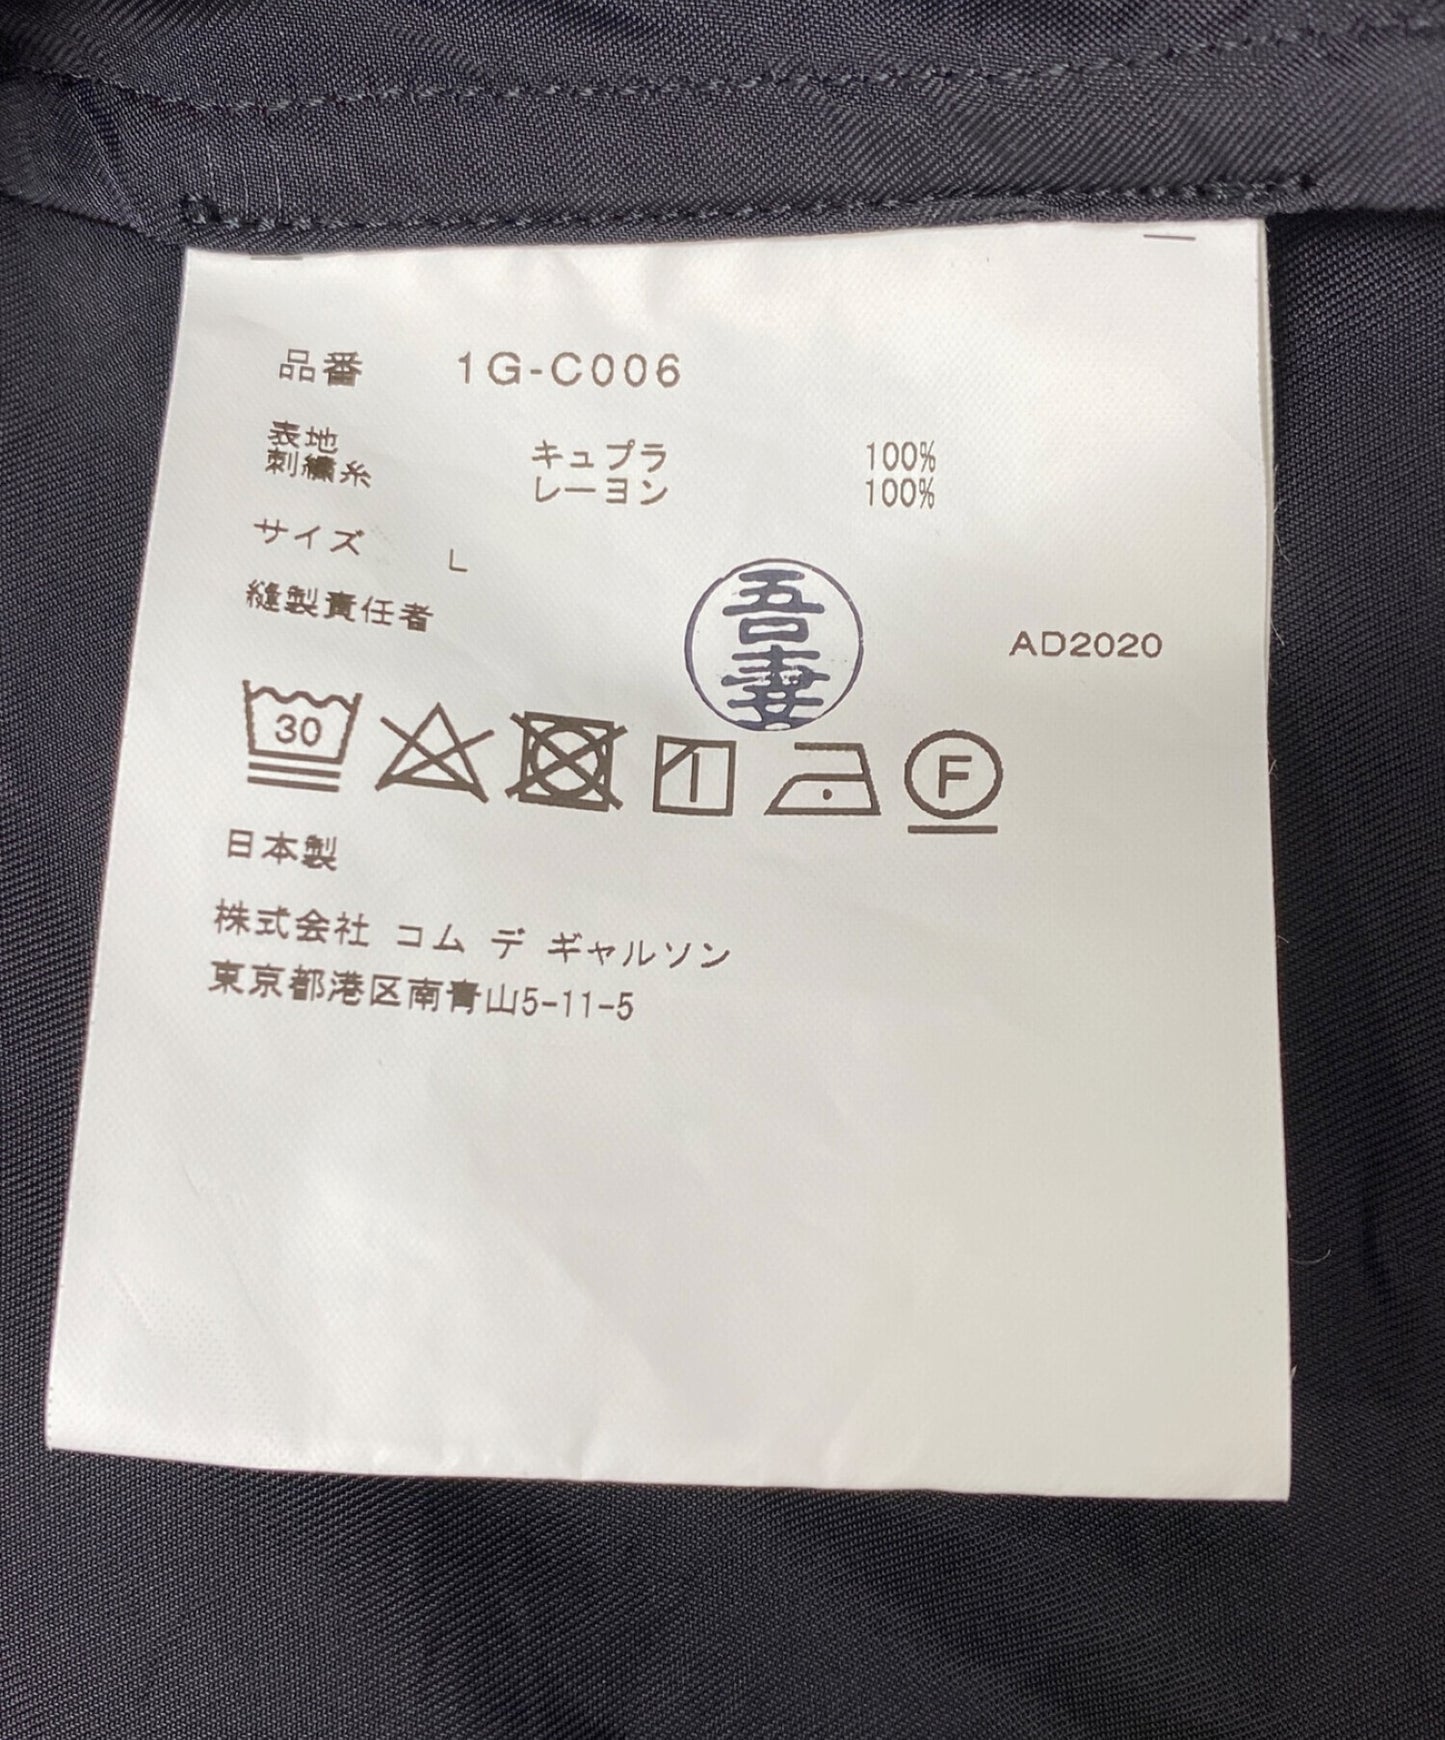 品番 1G-C006
表地 キュプラ 100%
刺繍糸 レーヨン 100%
サイズ L
縫製責任者 吾妻 AD2020
30 F
日本製
株式会社 コム デ ギャルソン
東京都港区南青山5-11-5